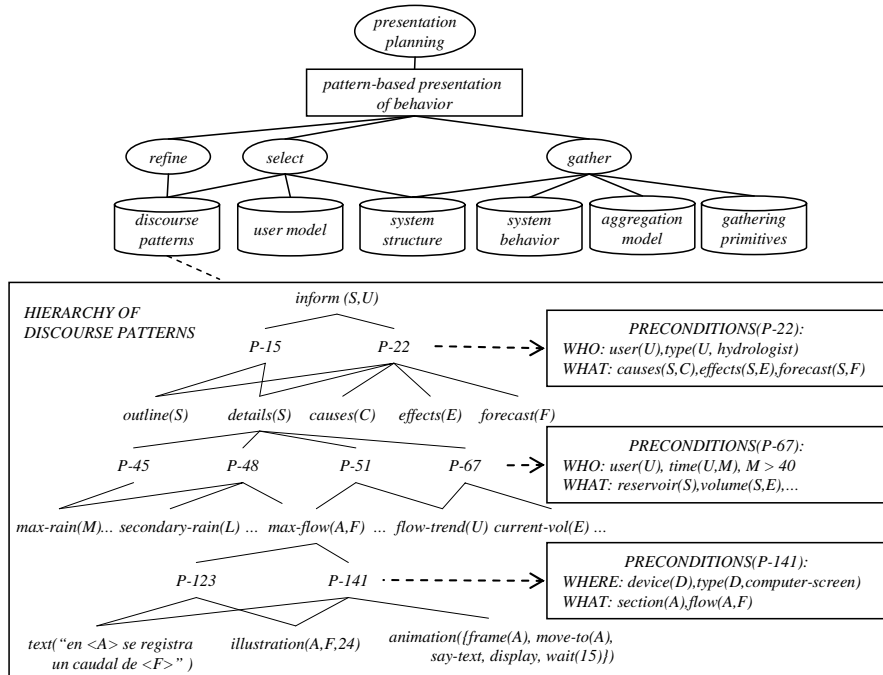 presentation
planning
pattern-based presentation
of behavior
refine
select
gather
discourse
patterns
user model
system
structure
system
behavior
aggregation
model
gathering
primitives
HIERARCHY OF
DISCOURSE PATTERNS
inform (S,U)
P-15
P-22
PRECONDITIONS(P-22):
WHO: user(U),type(U, hydrologist)
WHAT: causes(S,C),effects(S,E),forecast(S,F)
outline(S)
details(S)
causes(C)
effects(E)
forecast(F)
P-45
P-48
P-51
P-67
PRECONDITIONS(P-67):
WHO: user(U), time(U,M), M > 40
WHAT: reservoir(S),volume(S,E),...
max-rain(M)... secondary-rain(L) ... max-flow(A,F) ... flow-trend(U) current-vol(E) ...
P-123
P-141
PRECONDITIONS(P-141):
WHERE: device(D),type(D,computer-screen)
WHAT: section(A),flow(A,F)
text(“en <A> se registra
un caudal de <F>” )
illustration(A,F,24)
animation({frame(A), move-to(A),
say-text, display, wait(15)})